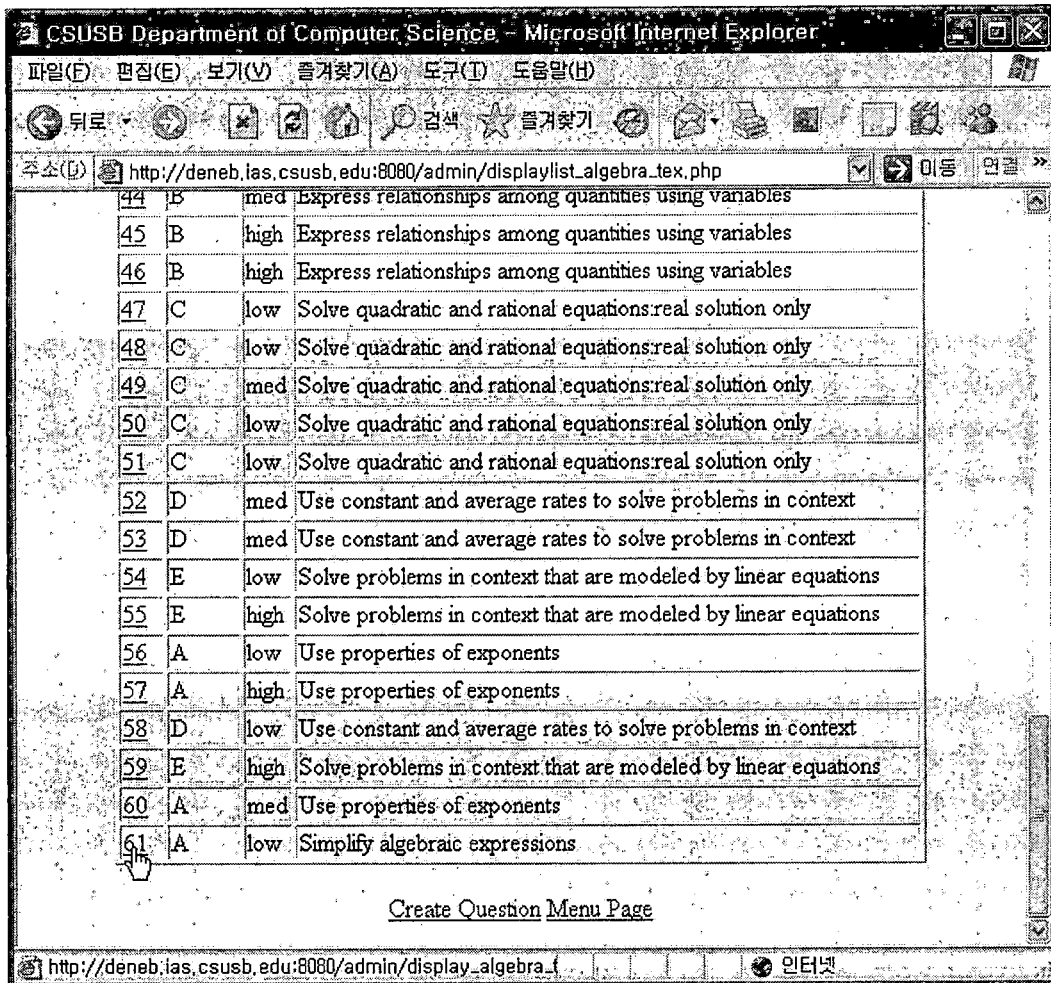 CSUSB Department of Computer Science - Microsoft Internet Explorer
파일(F) 편집(E) 보기(V) 즐겨찾기(A) 도구(T) 도움말(H)
뒤로 검색 즐겨찾기
주소(D) http://deneb.ias.csusb.edu:8080/admin/displaylist_algebra_tex.php 이동 연결 »
44 B med Express relationships among quantities using variables
45 B high Express relationships among quantities using variables
46 B high Express relationships among quantities using variables
47 C low Solve quadratic and rational equations:real solution only
48 C low Solve quadratic and rational equations:real solution only
49 C med Solve quadratic and rational equations:real solution only
50 C low Solve quadratic and rational equations:real solution only
51 C low Solve quadratic and rational equations:real solution only
52 D med Use constant and average rates to solve problems in context
53 D med Use constant and average rates to solve problems in context
54 E low Solve problems in context that are modeled by linear equations
55 E high Solve problems in context that are modeled by linear equations
56 A low Use properties of exponents
57 A high Use properties of exponents
58 D low Use constant and average rates to solve problems in context
59 E high Solve problems in context that are modeled by linear equations
60 A med Use properties of exponents
61 A low Simplify algebraic expressions
Create Question Menu Page
http://deneb.ias.csusb.edu:8080/admin/display_algebra_t 인터넷